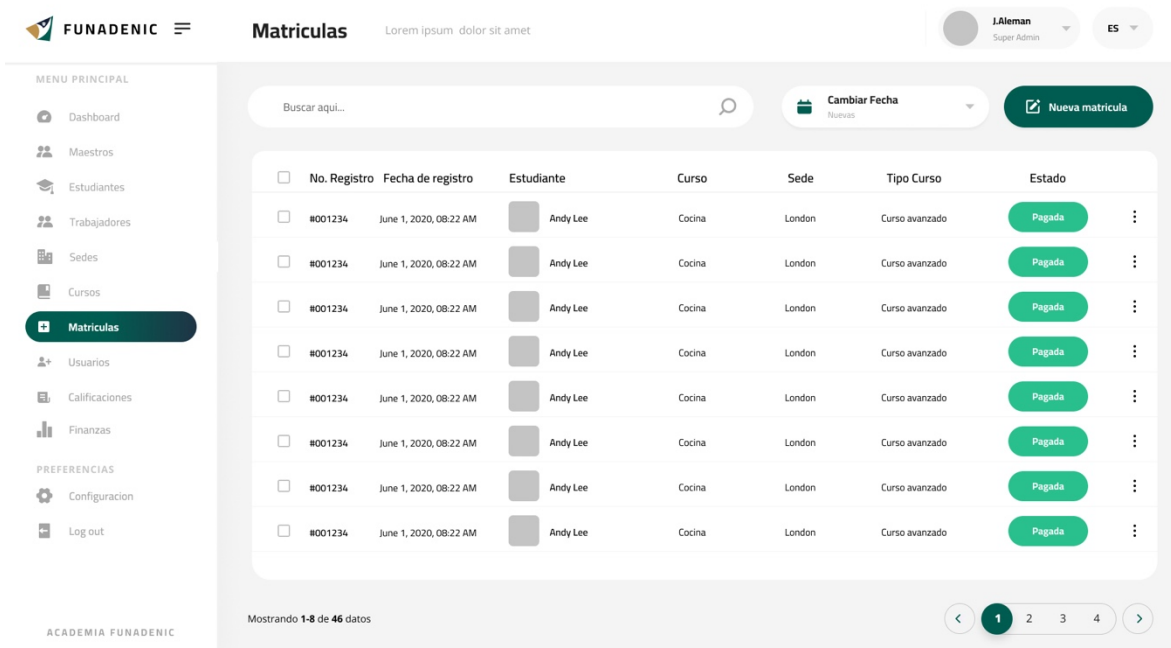 FUNADENIC
Matriculas
Lorem ipsum dolor sit amet
J.Aleman
Super Admin
ES
MENU PRINCIPAL
Dashboard
Maestros
Estudiantes
Trabajadores
Sedes
Cursos
Matriculas
Usuarios
Calificaciones
Finanzas
PREFERENCIAS
Configuracion
Log out
ACADEMIA FUNADENIC
Buscar aqui...
Cambiar Fecha
Nuevas
Nueva matricula
No. Registro Fecha de registro Estudiante Curso Sede Tipo Curso Estado
#001234 June 1, 2020, 08:22 AM Andy Lee Cocina London Curso avanzado Pagada
#001234 June 1, 2020, 08:22 AM Andy Lee Cocina London Curso avanzado Pagada
#001234 June 1, 2020, 08:22 AM Andy Lee Cocina London Curso avanzado Pagada
#001234 June 1, 2020, 08:22 AM Andy Lee Cocina London Curso avanzado Pagada
#001234 June 1, 2020, 08:22 AM Andy Lee Cocina London Curso avanzado Pagada
#001234 June 1, 2020, 08:22 AM Andy Lee Cocina London Curso avanzado Pagada
#001234 June 1, 2020, 08:22 AM Andy Lee Cocina London Curso avanzado Pagada
#001234 June 1, 2020, 08:22 AM Andy Lee Cocina London Curso avanzado Pagada
Mostrando 1-8 de 46 datos
< 1 2 3 4 >